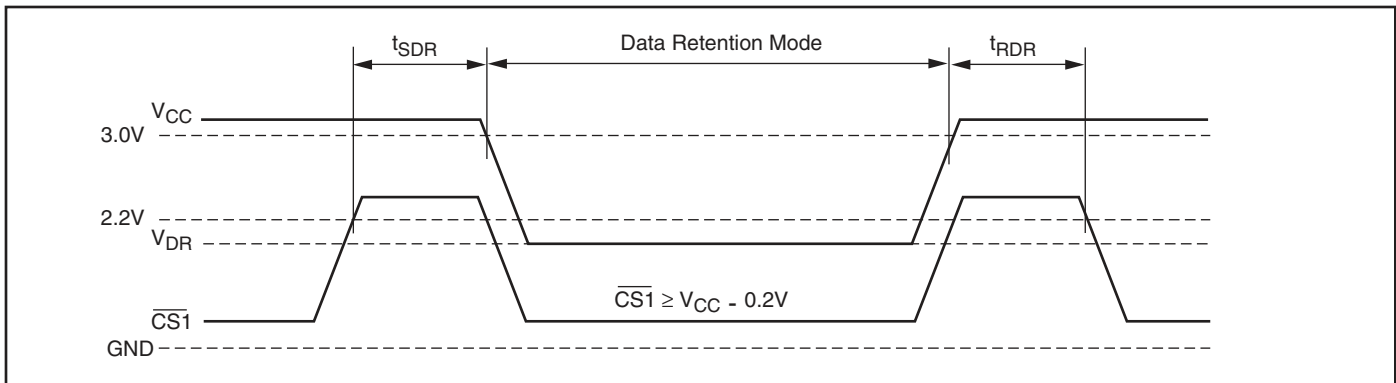 tSDR Data Retention Mode tRDR
VCC
3.0V
2.2V
VDR
CS1 ≥ VCC - 0.2V
CS1
GND